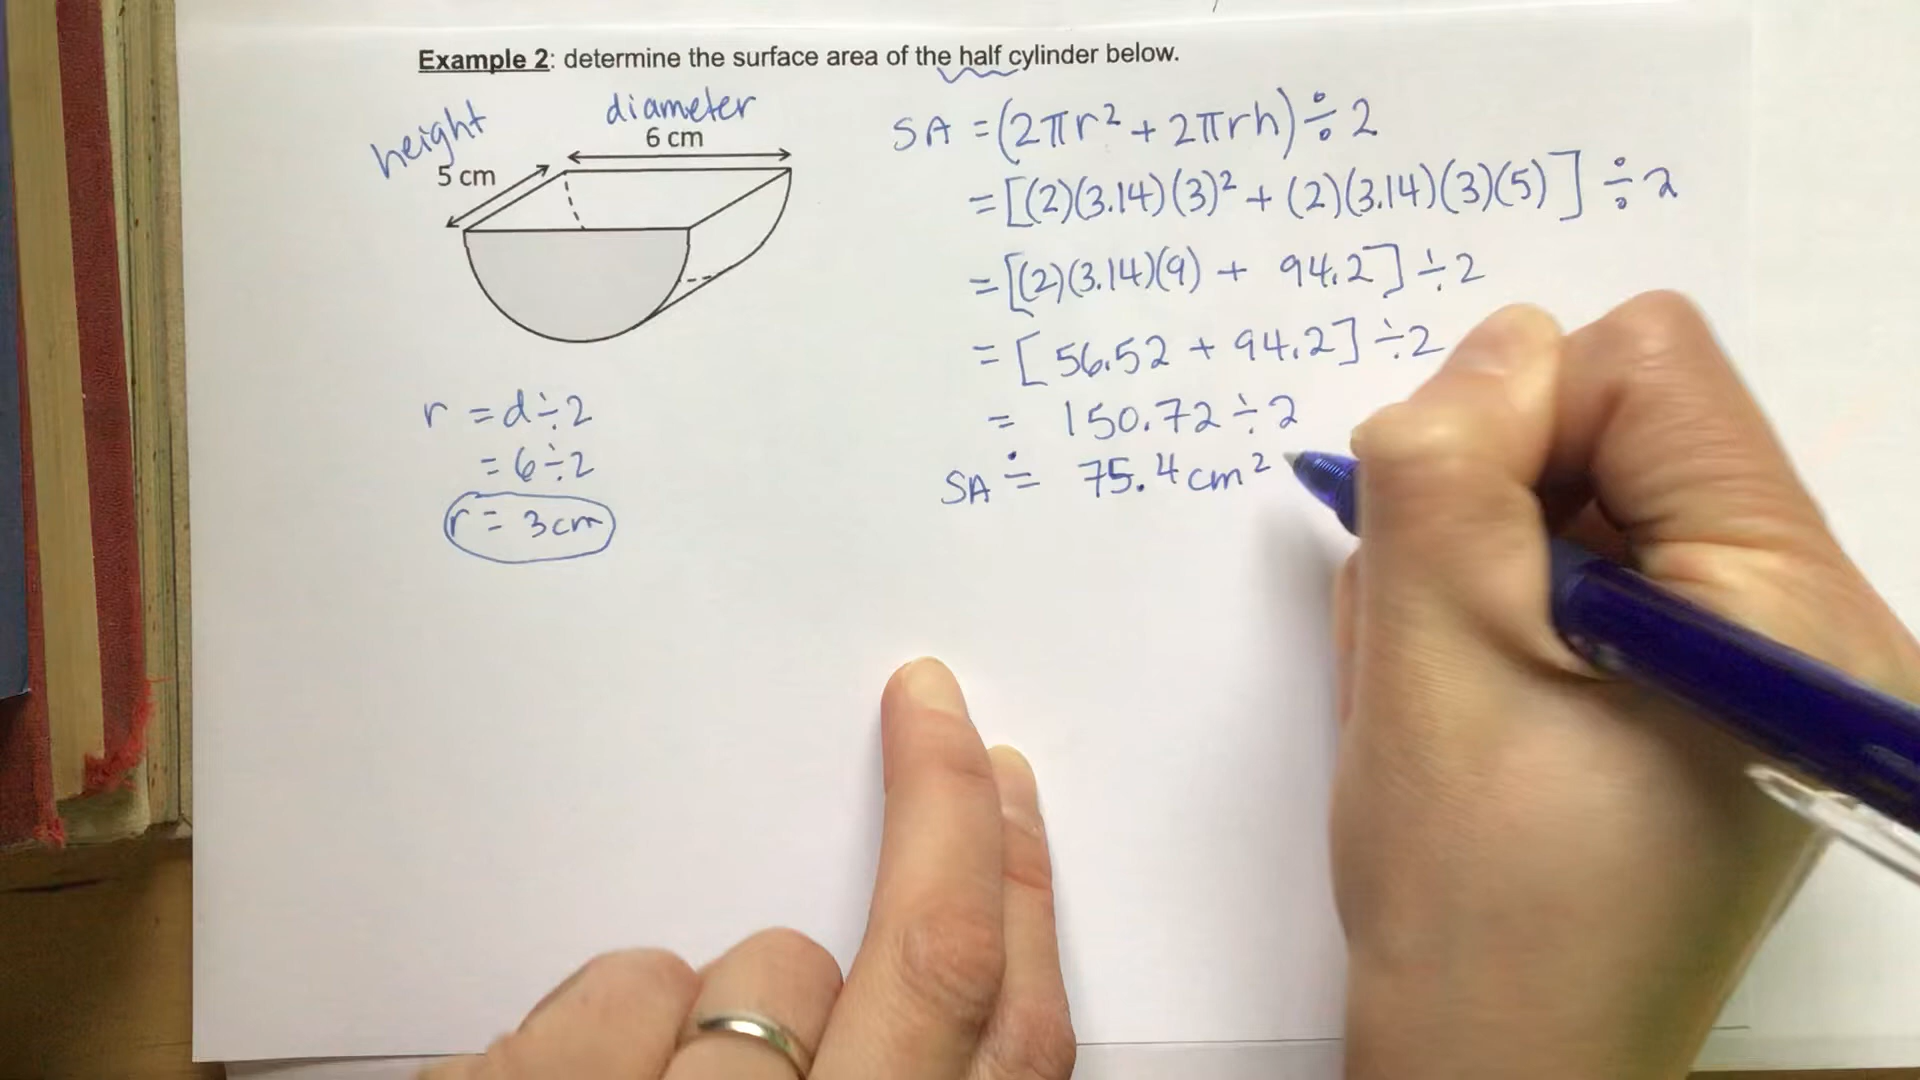 Example 2: determine the surface area of the half cylinder below.
height
diameter
6 cm
5 cm
r = d÷2
= 6÷2
r = 3cm
SA = (2πr² + 2πrh) ÷ 2
= [(2)(3.14)(3)² + (2)(3.14)(3)(5)] ÷ 2
= [(2)(3.14)(9) + 94.2] ÷ 2
= [56.52 + 94.2] ÷ 2
= 150.72 ÷ 2
SA ≐ 75.4 cm²